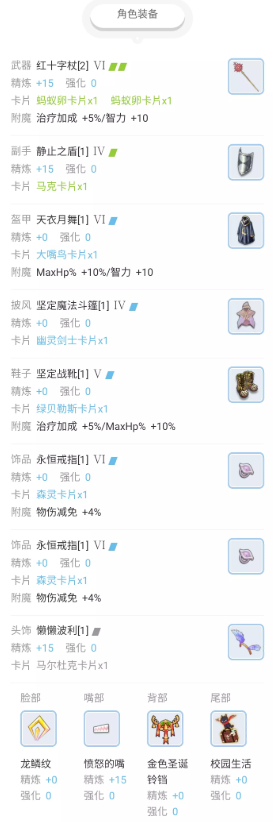 角色装备
武器 红十字杖[2] VI
精炼 +15 强化 0
卡片 蚂蚁卵卡片x1 蚂蚁卵卡片x1
附魔 治疗加成 +5%/智力 +10
副手 静止之盾[1] IV
精炼 +15 强化 0
卡片 马克卡片x1
盔甲 天衣月舞[1] VI
精炼 +0 强化 0
卡片 大嘴鸟卡片x1
附魔 MaxHp% +10%/智力 +10
披风 坚定魔法斗篷[1] IV
精炼 +0 强化 0
卡片 幽灵剑士卡片x1
鞋子 坚定战靴[1] V
精炼 +0 强化 0
卡片 绿贝勒斯卡片x1
附魔 治疗加成 +5%/MaxHp% +10%
饰品 永恒戒指[1] VI
精炼 +0 强化 0
卡片 森灵卡片x1
附魔 物伤减免 +4%
饰品 永恒戒指[1] VI
精炼 +0 强化 0
卡片 森灵卡片x1
附魔 物伤减免 +4%
头饰 懒懒波利[1]
精炼 +15 强化 0
卡片 马尔杜克卡片x1
脸部 嘴部 背部 尾部
龙鳞纹 愤怒的嘴 金色圣诞铃铛 校园生活
精炼 +0 精炼 +15 精炼 +0 精炼 +0
强化 0 强化 0 强化 0 强化 0